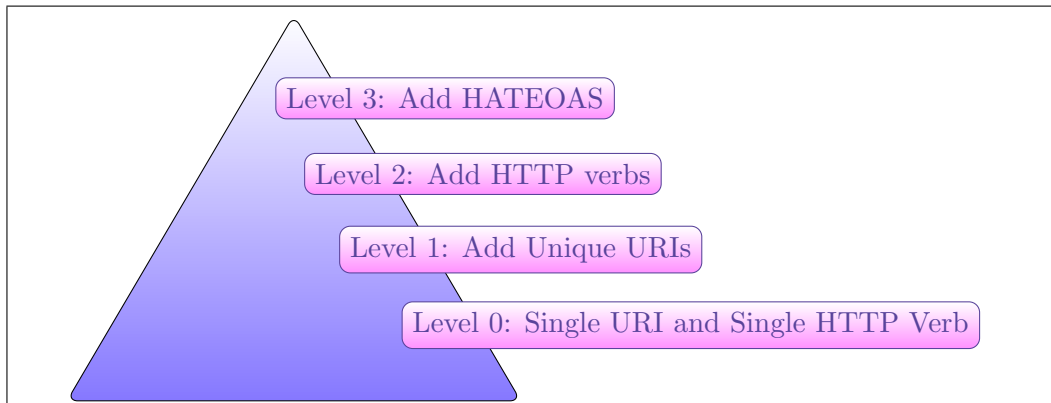 Level 3: Add HATEOAS
Level 2: Add HTTP verbs
Level 1: Add Unique URIs
Level 0: Single URI and Single HTTP Verb